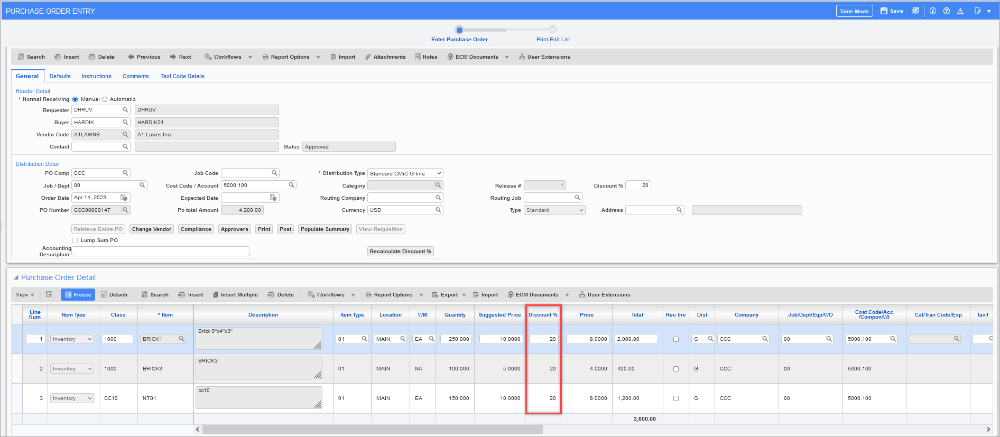 PURCHASE ORDER ENTRY
Table Mode Save
Enter Purchase Order Print Edit List
Search Insert Delete Previous Next Workflows Report Options Import Attachments Notes ECM Documents User Extensions
General Defaults Instructions Comments Text Code Details
Header Detail
* Normal Receiving Manual Automatic
Requester DHRUV DHRUV
Buyer HARDIK HARDIK21
Vendor Code A1LAWNS A1 Lawns Inc.
Contact Status Approved
Distribution Detail
PO Comp CCC Job Code * Distribution Type Standard CMiC G-line
Job / Dept 00 Cost Code / Account 5000.100 Category Release # 1 Discount % 20
Order Date Apr 14, 2023 Expected Date Routing Company Routing Job
PO Number CCC00000147 Po total Amount 4,200.00 Currency USD Type Standard Address
Retrieve Entire PO Change Vendor Compliance Approvers Print Post Populate Summary View Requisition
Lump Sum PO
Accounting
Description Recalculate Discount %
Purchase Order Detail
View Freeze Detach Search Insert Insert Multiple Delete Workflows Report Options Export Import ECM Documents User Extensions
Line Num Item Type Class * Item Description Item Type Location WM Quantity Suggested Price Discount % Price Total Rec Inv Dist Company Job/Dept/Eqp/WO Cost Code/Acc /Compon/WI Cat/Tran Code/Exp Tax1
1 Inventory 1000 BRICK1 Brick 9"x4"x3" 01 MAIN EA 250.000 10.0000 20 8.0000 2,000.00 G CCC 00 5000.100
2 Inventory 1000 BRICK3 BRICK3 01 MAIN NA 100.000 5.0000 20 4.0000 400.00 G CCC 00 5000.100
3 Inventory CC10 NT01 cc10 01 MAIN EA 150.000 10.0000 20 8.0000 1,200.00 G CCC 00 5000.100
3,600.00